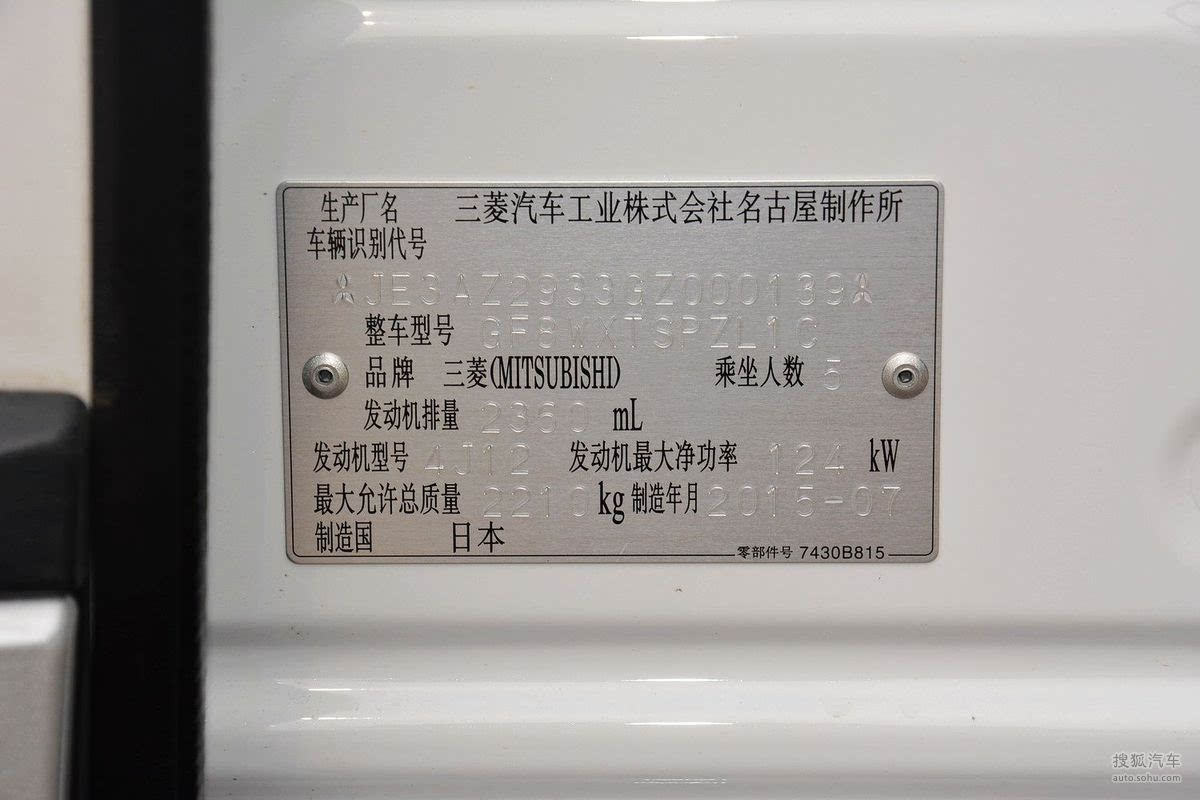 生产厂名 三菱汽车工业株式会社名古屋制作所
车辆识别代号
JE3AZ2933GZ000139
整车型号 GF8WXTSPZL1C
品牌 三菱(MITSUBISHI) 乘坐人数 5
发动机排量 2360 mL
发动机型号 4J12 发动机最大净功率 124 kW
最大允许总质量 2210 kg 制造年月 2015-07
制造国 日本
零部件号 7430B815
搜狐汽车
auto.sohu.com